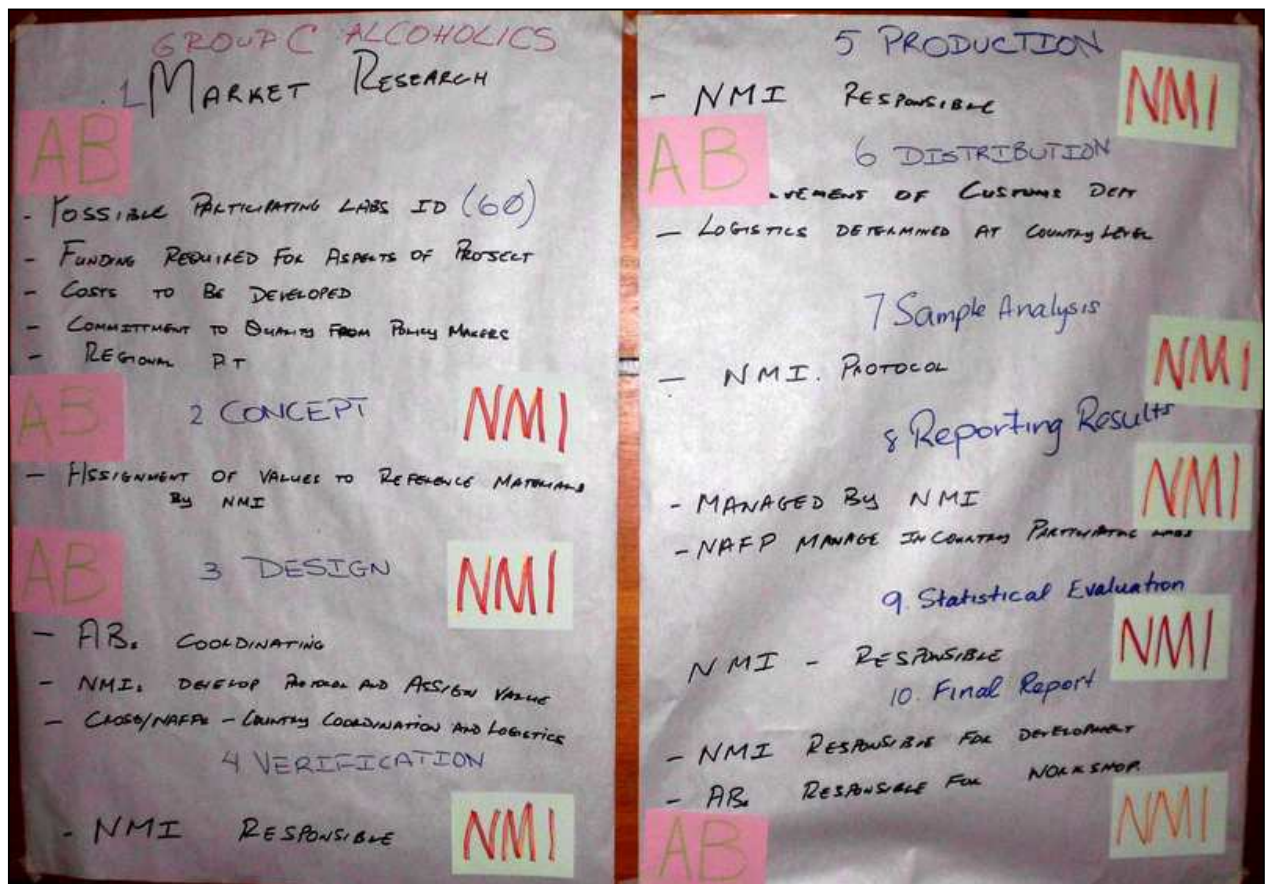 GROUP C ALCOHOLICS
1 MARKET RESEARCH
AB
- POSSIBLE PARTICIPATING LABS ID (60)
- FUNDING REQUIRED FOR ASPECTS OF PROJECT
- COSTS TO BE DEVELOPED
- COMMITTMENT TO QUALITY FROM POLICY MAKERS
- REGIONAL P.T
AB
2 CONCEPT
NMI
- ASSIGNMENT OF VALUES TO REFERENCE MATERIALS
BY NMI
AB
3 DESIGN
NMI
- AB. COORDINATING
- NMI. DEVELOP PROTOCOL AND ASSIGN VALUE
- CROSQ/NAFPs - COUNTRY COORDINATION AND LOGISTICS
4 VERIFICATION
- NMI RESPONSIBLE
NMI
5 PRODUCTION
- NMI RESPONSIBLE
NMI
AB
6 DISTRIBUTION
VEMENT OF CUSTOMS DEPT
- LOGISTICS DETERMINED AT COUNTRY LEVEL
7 Sample Analysis
- NMI. PROTOCOL
NMI
8 Reporting Results
- MANAGED BY NMI
NMI
- NAFP MANAGE IN COUNTRY PARTICIPATING LABS
9. Statistical Evaluation
NMI - RESPONSIBLE
NMI
10. Final Report
- NMI RESPONSIBLE FOR DEVELOPMENT
- AB. RESPONSIBLE FOR WORKSHOP.
NMI
AB